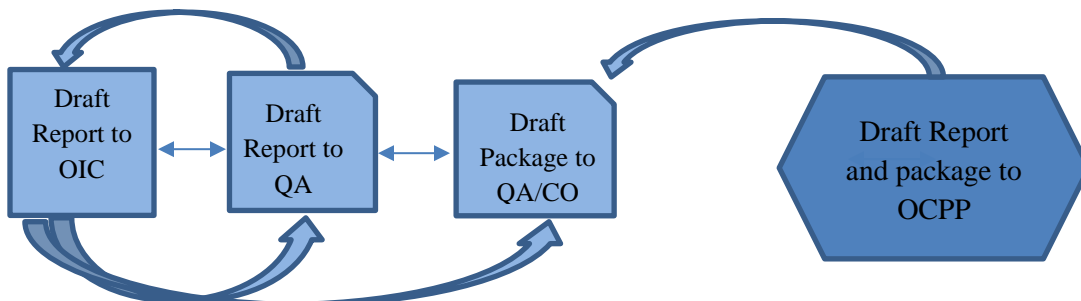 Draft
Report to
OIC
Draft
Report to
QA
Draft
Package to
QA/CO
Draft Report
and package to
OCPP